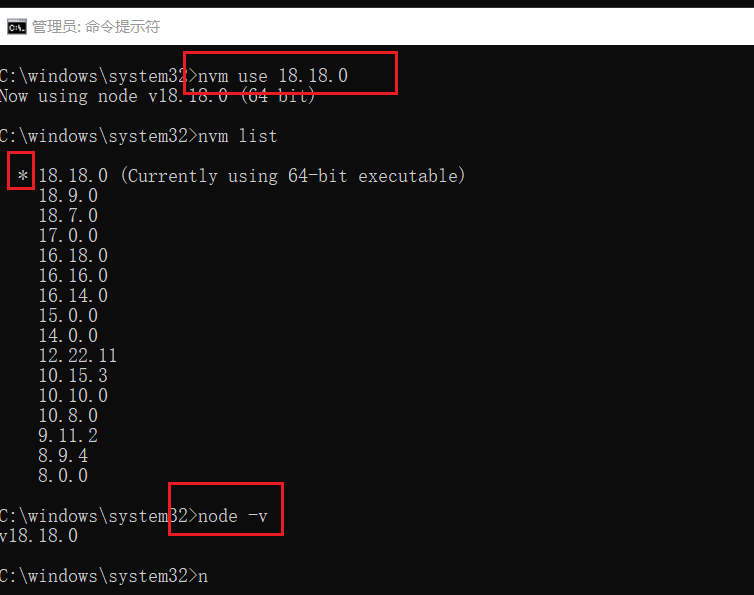 管理员: 命令提示符
C:\windows\system32>nvm use 18.18.0
Now using node v18.18.0 (64-bit)
C:\windows\system32>nvm list
* 18.18.0 (Currently using 64-bit executable)
18.9.0
18.7.0
17.0.0
16.18.0
16.16.0
16.14.0
15.0.0
14.0.0
12.22.11
10.15.3
10.10.0
10.8.0
9.11.2
8.9.4
8.0.0
C:\windows\system32>node -v
v18.18.0
C:\windows\system32>n